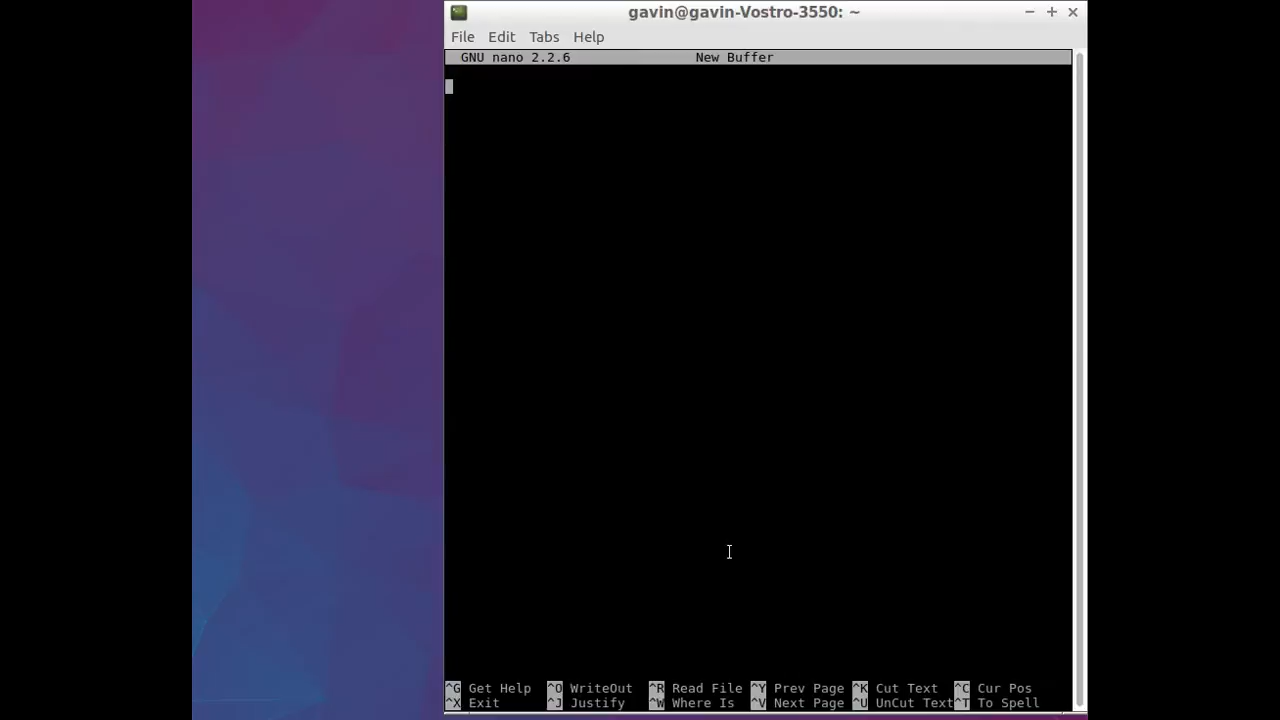 gavin@gavin-Vostro-3550: ~
File Edit Tabs Help
GNU nano 2.2.6 New Buffer
^G Get Help ^O WriteOut ^R Read File ^Y Prev Page ^K Cut Text ^C Cur Pos
^X Exit ^J Justify ^W Where Is ^V Next Page ^U UnCut Text ^T To Spell